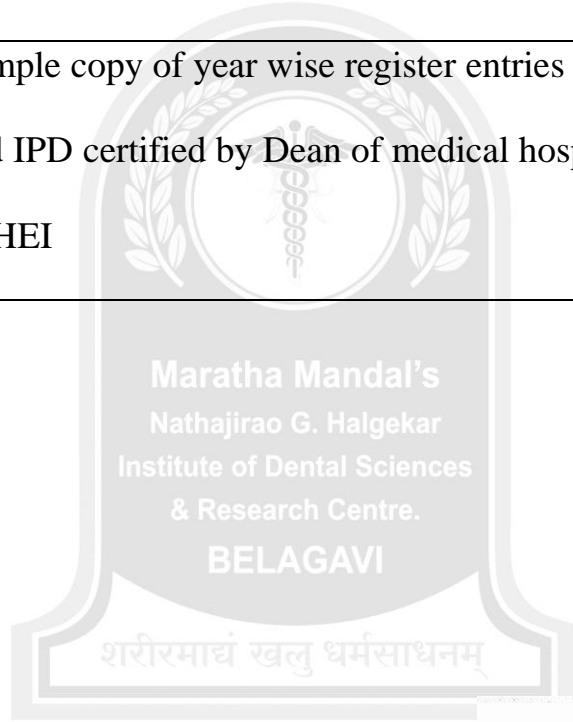 mple copy of year wise register entries
IPD certified by Dean of medical hosp
HEI
Maratha Mandal's
Nathajirao G. Halgekar
Institute of Dental Sciences
& Research Centre.
BELAGAVI
शरीरमाद्यं खलु धर्मसाधनम्